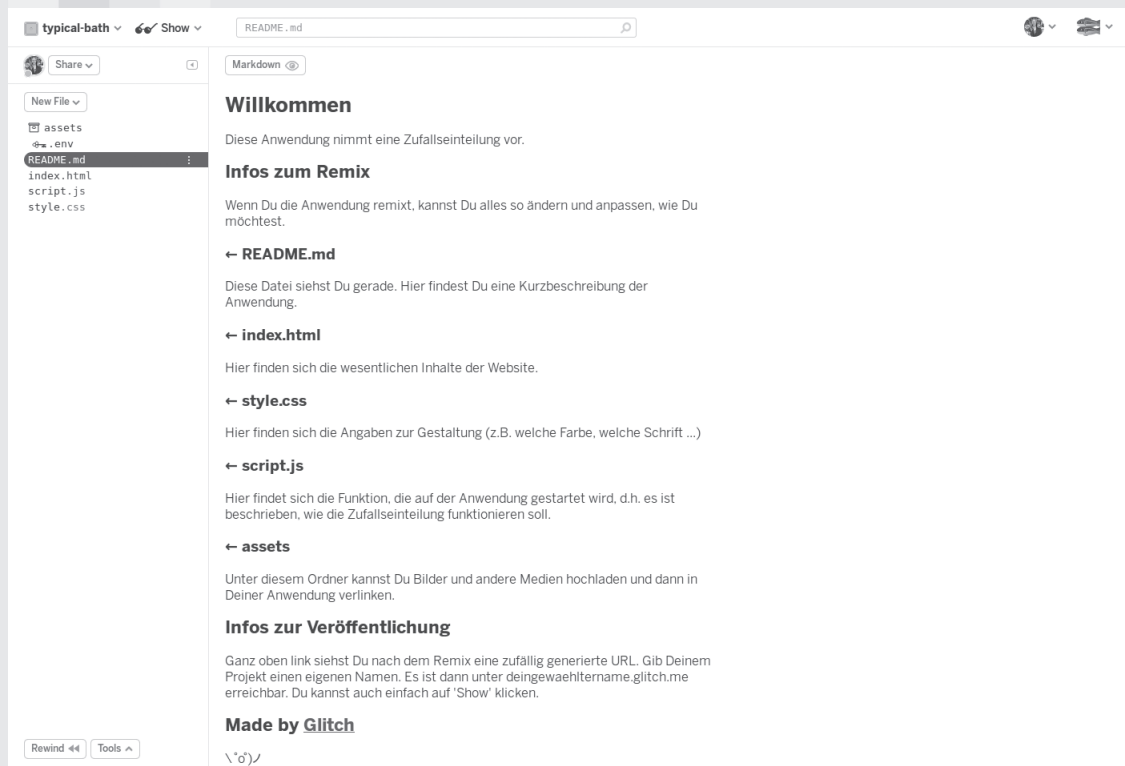 typical-bath Show README.md
Share
New File
assets
.env
README.md
index.html
script.js
style.css
Rewind Tools
Markdown
Willkommen
Diese Anwendung nimmt eine Zufallseinteilung vor.
Infos zum Remix
Wenn Du die Anwendung remixt, kannst Du alles so ändern und anpassen, wie Du
möchtest.
← README.md
Diese Datei siehst Du gerade. Hier findest Du eine Kurzbeschreibung der
Anwendung.
← index.html
Hier finden sich die wesentlichen Inhalte der Website.
← style.css
Hier finden sich die Angaben zur Gestaltung (z.B. welche Farbe, welche Schrift ...)
← script.js
Hier findet sich die Funktion, die auf der Anwendung gestartet wird, d.h. es ist
beschrieben, wie die Zufallseinteilung funktionieren soll.
← assets
Unter diesem Ordner kannst Du Bilder und andere Medien hochladen und dann in
Deiner Anwendung verlinken.
Infos zur Veröffentlichung
Ganz oben link siehst Du nach dem Remix eine zufällig generierte URL. Gib Deinem
Projekt einen eigenen Namen. Es ist dann unter deingewaehltername.glitch.me
erreichbar. Du kannst auch einfach auf 'Show' klicken.
Made by Glitch
\ ゜o゜)ノ